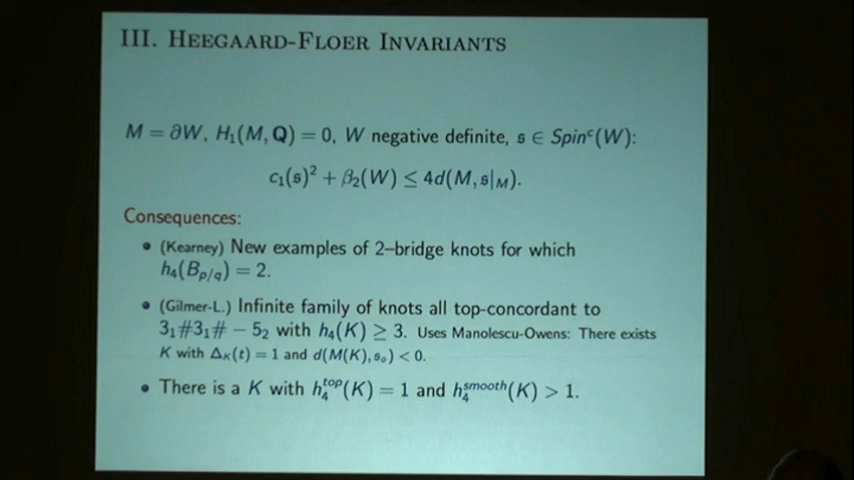 III. HEEGAARD-FLOER INVARIANTS
M = ∂W, H₁(M, Q) = 0, W negative definite, 𝔰 ∈ Spinᶜ(W):
c₁(𝔰)² + β₂(W) ≤ 4d(M, 𝔰|M).
Consequences:
• (Kearney) New examples of 2–bridge knots for which
h₄(Bp/q) = 2.
• (Gilmer-L.) Infinite family of knots all top-concordant to
3₁#3₁# − 5₂ with h₄(K) ≥ 3. Uses Manolescu-Owens: There exists
K with Δ_K(t) = 1 and d(M(K), 𝔰₀) < 0.
• There is a K with h₄^top(K) = 1 and h₄^smooth(K) > 1.